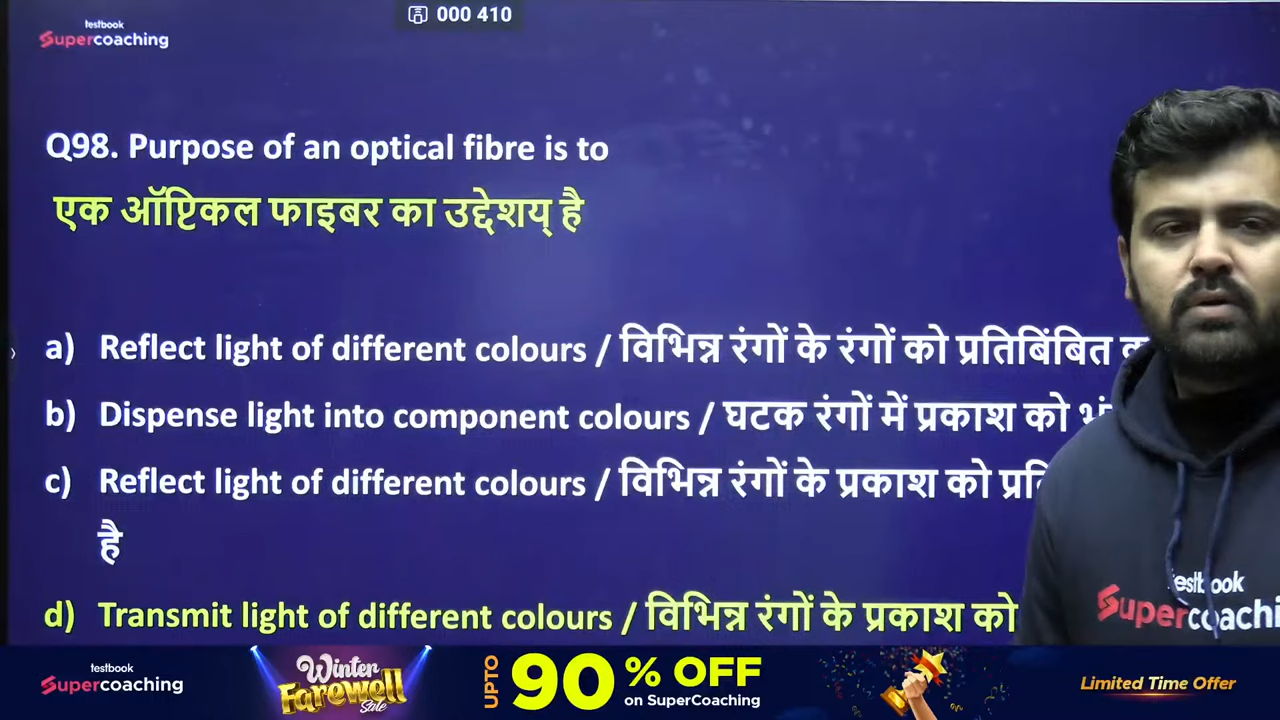 testbook
Supercoaching
000 410
Q98. Purpose of an optical fibre is to
एक ऑप्टिकल फाइबर का उद्देशय् है
a) Reflect light of different colours / विभिन्न रंगों के रंगों को प्रतिबिंबित
b) Dispense light into component colours / घटक रंगों में प्रकाश को
c) Reflect light of different colours / विभिन्न रंगों के प्रकाश को
है
d) Transmit light of different colours / विभिन्न रंगों के प्रकाश को
testbook
Supercoaching
Winter
Farewell
Sale
UPTO
90% OFF
on SuperCoaching
Limited Time Offer